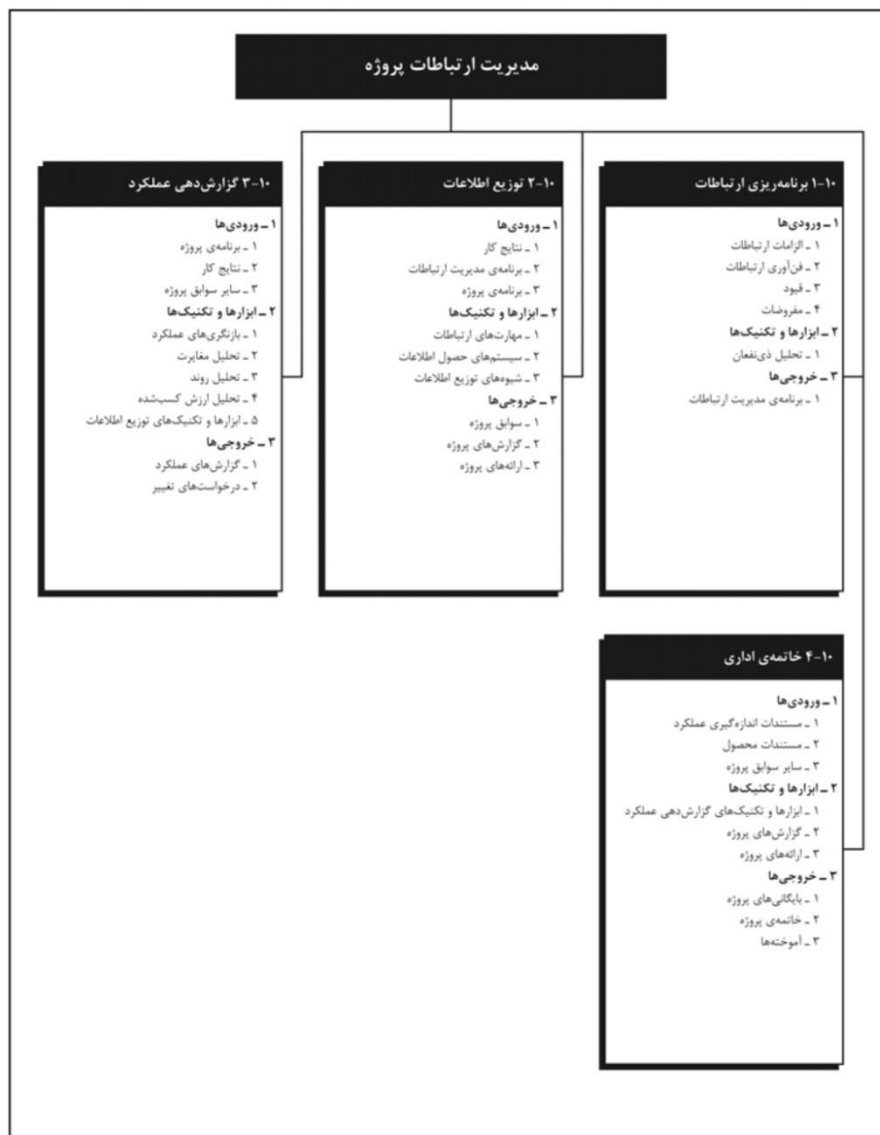 مدیریت ارتباطات پروژه
۱۰-۱ برنامه‌ریزی ارتباطات
۱ ـ ورودی‌ها
۱ ـ الزامات ارتباطات
۲ ـ فن‌آوری ارتباطات
۳ ـ قیود
۴ ـ مفروضات
۲ ـ ابزارها و تکنیک‌ها
۱ ـ تحلیل ذی‌نفعان
۳ ـ خروجی‌ها
۱ ـ برنامه‌ی مدیریت ارتباطات
۱۰-۲ توزیع اطلاعات
۱ ـ ورودی‌ها
۱ ـ نتایج کار
۲ ـ برنامه‌ی مدیریت ارتباطات
۳ ـ برنامه‌ی پروژه
۲ ـ ابزارها و تکنیک‌ها
۱ ـ مهارت‌های ارتباطات
۲ ـ سیستم‌های حصول اطلاعات
۳ ـ شیوه‌های توزیع اطلاعات
۳ ـ خروجی‌ها
۱ ـ سوابق پروژه
۲ ـ گزارش‌های پروژه
۳ ـ ارائه‌های پروژه
۱۰-۳ گزارش‌دهی عملکرد
۱ ـ ورودی‌ها
۱ ـ برنامه‌ی پروژه
۲ ـ نتایج کار
۳ ـ سایر سوابق پروژه
۲ ـ ابزارها و تکنیک‌ها
۱ ـ بازنگری‌های عملکرد
۲ ـ تحلیل مغایرت
۳ ـ تحلیل روند
۴ ـ تحلیل ارزش کسب‌شده
۵ ـ ابزارها و تکنیک‌های توزیع اطلاعات
۳ ـ خروجی‌ها
۱ ـ گزارش‌های عملکرد
۲ ـ درخواست‌های تغییر
۱۰-۴ خاتمه‌ی اداری
۱ ـ ورودی‌ها
۱ ـ مستندات اندازه‌گیری عملکرد
۲ ـ مستندات محصول
۳ ـ سایر سوابق پروژه
۲ ـ ابزارها و تکنیک‌ها
۱ ـ ابزارها و تکنیک‌های گزارش‌دهی عملکرد
۲ ـ گزارش‌های پروژه
۳ ـ ارائه‌های پروژه
۳ ـ خروجی‌ها
۱ ـ بایگانی‌های پروژه
۲ ـ خاتمه‌ی پروژه
۳ ـ آموخته‌ها